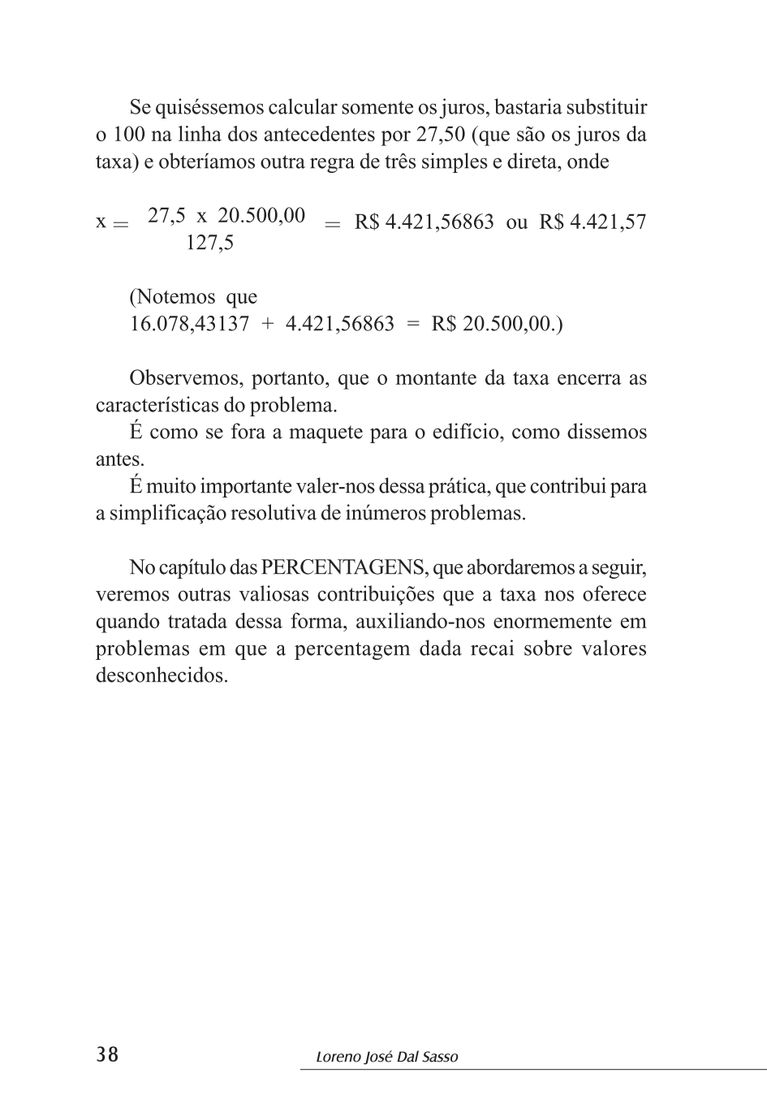 Se quiséssemos calcular somente os juros, bastaria substituir
o 100 na linha dos antecedentes por 27,50 (que são os juros da
taxa) e obteríamos outra regra de três simples e direta, onde
x = 27,5 x 20.500,00 = R$ 4.421,56863 ou R$ 4.421,57
127,5
(Notemos que
16.078,43137 + 4.421,56863 = R$ 20.500,00.)
Observemos, portanto, que o montante da taxa encerra as
características do problema.
É como se fora a maquete para o edifício, como dissemos
antes.
É muito importante valer-nos dessa prática, que contribui para
a simplificação resolutiva de inúmeros problemas.
No capítulo das PERCENTAGENS, que abordaremos a seguir,
veremos outras valiosas contribuições que a taxa nos oferece
quando tratada dessa forma, auxiliando-nos enormemente em
problemas em que a percentagem dada recai sobre valores
desconhecidos.
38 Loreno José Dal Sasso